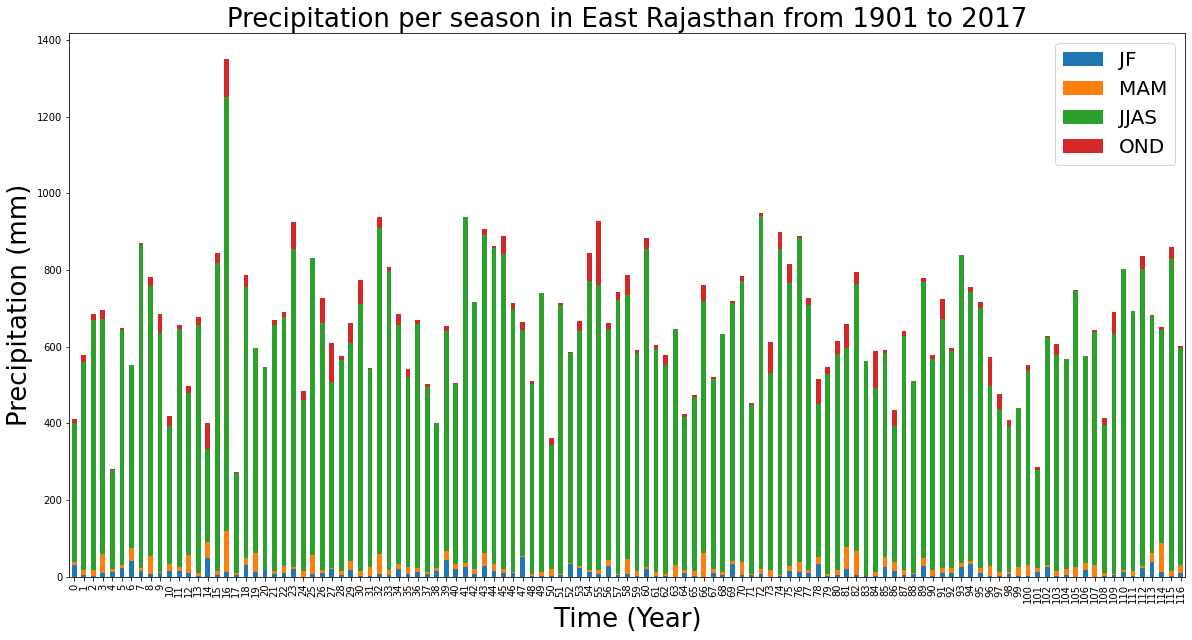 Precipitation per season in East Rajasthan from 1901 to 2017
1400
1200
1000
800
600
400
200
0
Precipitation (mm)
JF
MAM
JJAS
OND
0 1 2 3 4 5 6 7 8 9 10 11 12 13 14 15 16 17 18 19 20 21 22 23 24 25 26 27 28 29 30 31 32 33 34 35 36 37 38 39 40 41 42 43 44 45 46 47 48 49 50 51 52 53 54 55 56 57 58 59 60 61 62 63 64 65 66 67 68 69 70 71 72 73 74 75 76 77 78 79 80 81 82 83 84 85 86 87 88 89 90 91 92 93 94 95 96 97 98 99 100 101 102 103 104 105 106 107 108 109 110 111 112 113 114 115 116
Time (Year)